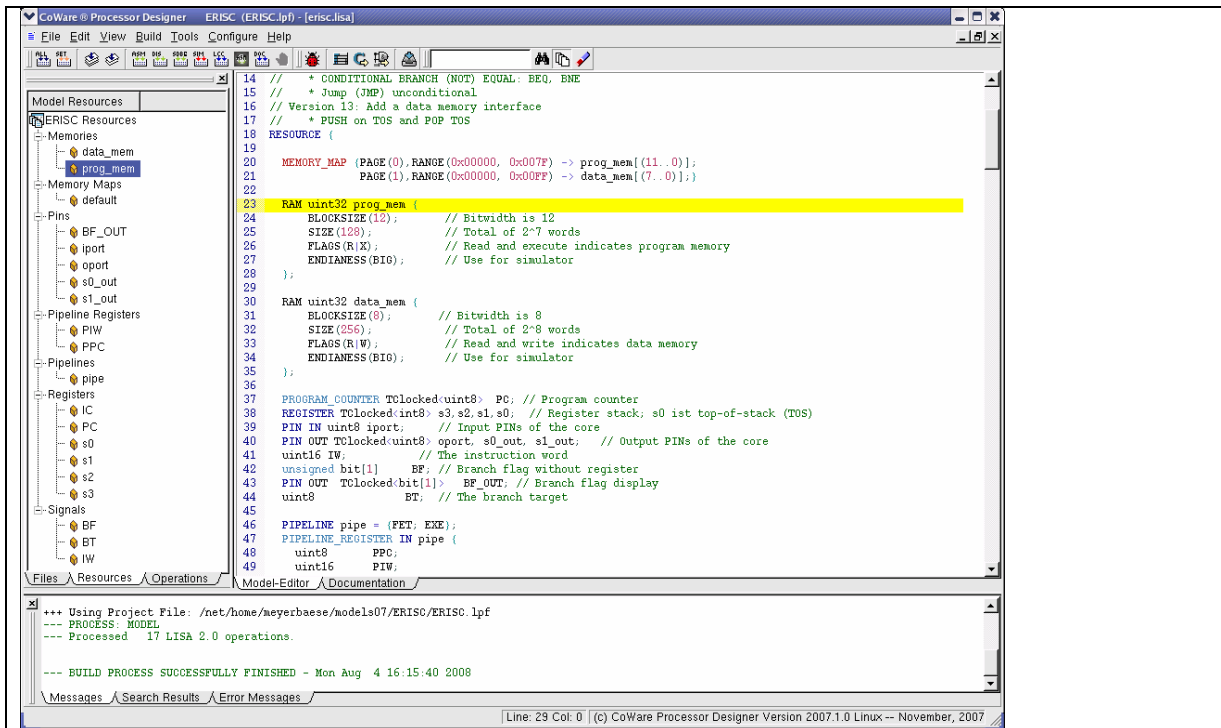 CoWare ® Processor Designer ERISC (ERISC.lpf) - [erisc.lisa]
File Edit View Build Tools Configure Help
Model Resources
ERISC Resources
Memories
data_mem
prog_mem
Memory Maps
default
Pins
BF_OUT
iport
oport
s0_out
s1_out
Pipeline Registers
PIW
PPC
Pipelines
pipe
Registers
IC
PC
s0
s1
s2
s3
Signals
BF
BT
IW
Files Resources Operations
14 // * CONDITIONAL BRANCH (NOT) EQUAL: BEQ, BNE
15 // * Jump (JMP) unconditional
16 // Version 13: Add a data memory interface
17 // * PUSH on TOS and POP TOS
18 RESOURCE {
19
20 MEMORY_MAP {PAGE(0),RANGE(0x00000, 0x007F) -> prog_mem[(11..0)];
21 PAGE(1),RANGE(0x00000, 0x00FF) -> data_mem[(7..0)];}
22
23 RAM uint32 prog_mem {
24 BLOCKSIZE(12); // Bitwidth is 12
25 SIZE(128); // Total of 2^7 words
26 FLAGS(R|X); // Read and execute indicates program memory
27 ENDIANESS(BIG); // Use for simulator
28 };
29
30 RAM uint32 data_mem {
31 BLOCKSIZE(8); // Bitwidth is 8
32 SIZE(256); // Total of 2^8 words
33 FLAGS(R|W); // Read and write indicates data memory
34 ENDIANESS(BIG); // Use for simulator
35 };
36
37 PROGRAM_COUNTER TClocked<uint8> PC; // Program counter
38 REGISTER TClocked<int8> s3,s2,s1,s0; // Register stack; s0 ist top-of-stack (TOS)
39 PIN IN uint8 iport; // Input PINs of the core
40 PIN OUT TClocked<uint8> oport, s0_out, s1_out; // Output PINs of the core
41 uint16 IW; // The instruction word
42 unsigned bit[1] BF; // Branch flag without register
43 PIN OUT TClocked<bit[1]> BF_OUT; // Branch flag display
44 uint8 BT; // The branch target
45
46 PIPELINE pipe = {FET; EXE};
47 PIPELINE_REGISTER IN pipe {
48 uint8 PPC;
49 uint16 PIW;
Model-Editor Documentation
+++ Using Project File: /net/home/meyerbaese/models07/ERISC/ERISC.lpf
--- PROCESS: MODEL
--- Processed 17 LISA 2.0 operations.
--- BUILD PROCESS SUCCESSFULLY FINISHED - Mon Aug 4 16:15:40 2008
Messages Search Results Error Messages
Line: 29 Col: 0 (c) CoWare Processor Designer Version 2007.1.0 Linux -- November, 2007